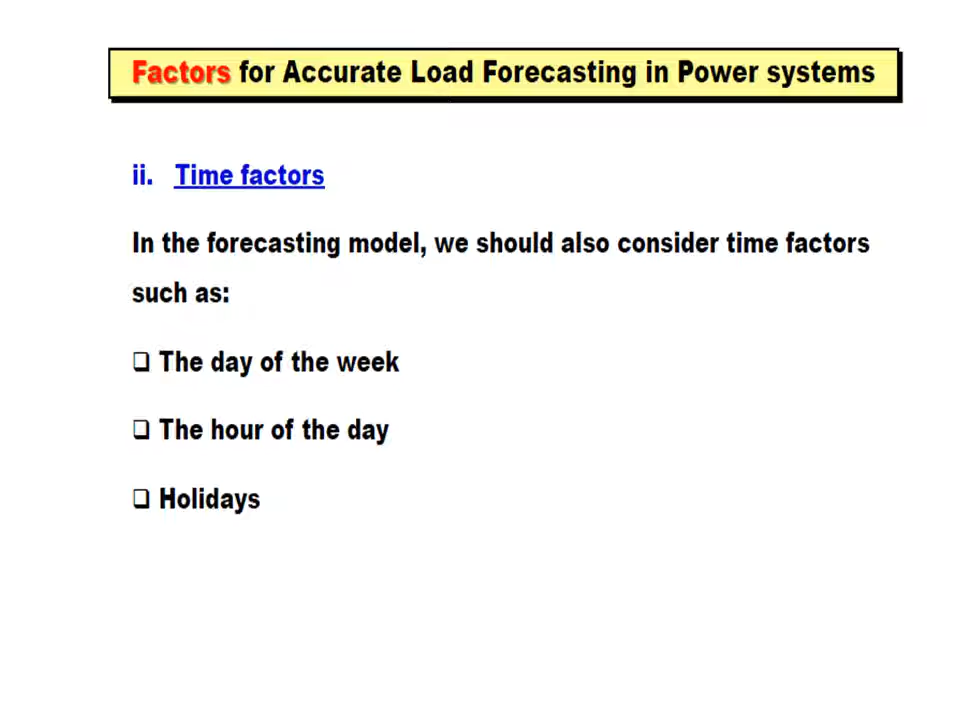 Factors for Accurate Load Forecasting in Power systems
ii. Time factors
In the forecasting model, we should also consider time factors
such as:
❑ The day of the week
❑ The hour of the day
❑ Holidays